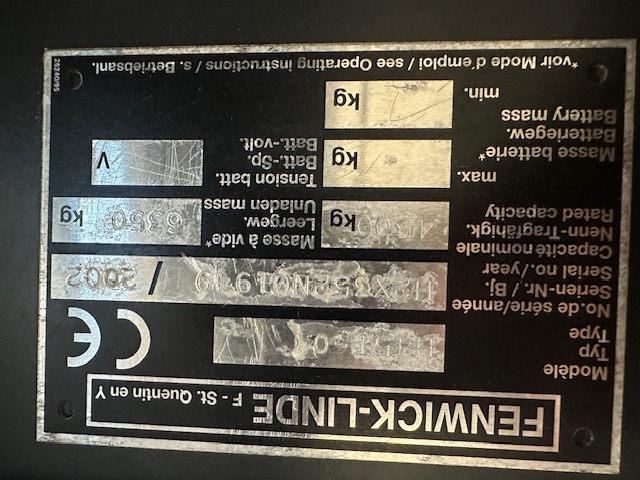 FENWICK-LINDE F - St. Quentin en Y
Modèle
Typ
Type
No. de série/année
Serien-Nr / Bj.
Serial no./year
/ 2002
Capacité nominale
Nenn-Tragfähigk.
Rated capacity
kg
Masse à vide*
Leergew.
Unladen mass
6350 kg
Masse batterie*
Batteriegew.
Battery mass
max.
kg
min.
kg
Tension batt.
Batt.-Sp.
Batt.-volt.
V
*voir Mode d'emploi / see Operating instructions / s. Betriebsanl.